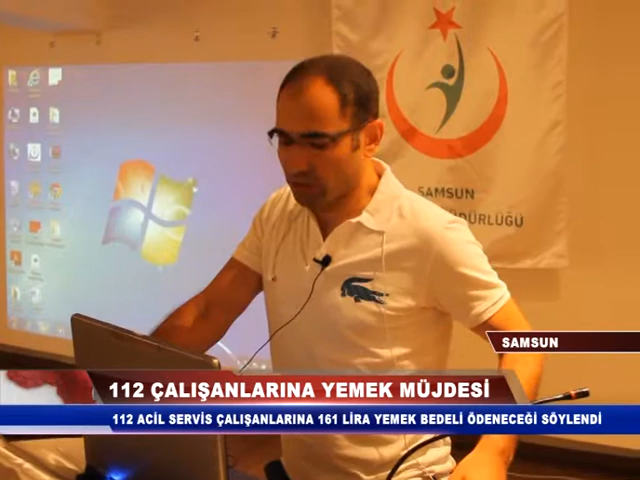 SAMSUN
SAMSUN
112 ÇALIŞANLARINA YEMEK MÜJDESİ
112 ACİL SERVİS ÇALIŞANLARINA 161 LİRA YEMEK BEDELİ ÖDENECEĞİ SÖYLENDİ